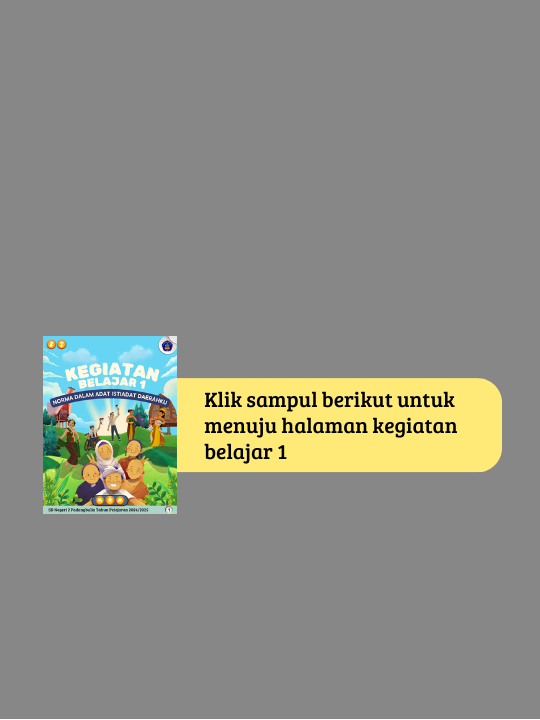 KEGIATAN
BELAJAR 1
NORMA DALAM ADAT ISTIADAT DAERAHKU
SD Negeri 2 Padangbulia Tahun Pelajaran 2024/2025
Klik sampul berikut untuk
menuju halaman kegiatan
belajar 1